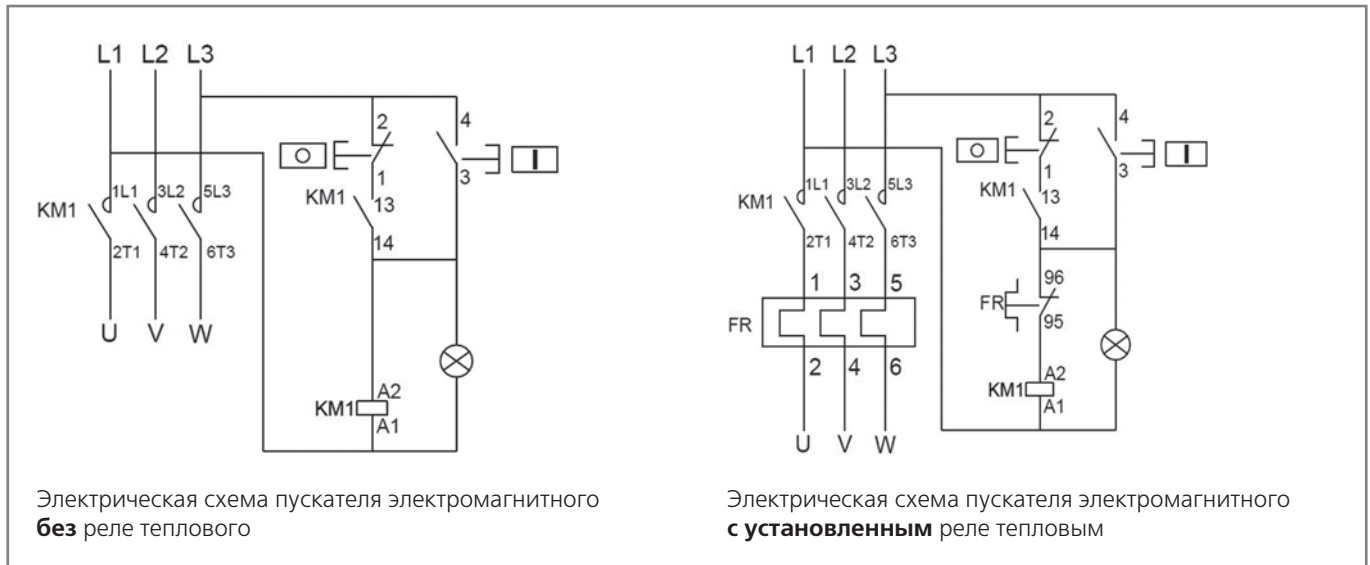 L1 L2 L3
2 4
1 3
KM1 1L1 3L2 5L3
KM1 13
2T1 4T2 6T3
14
U V W
A2
KM1
A1
Электрическая схема пускателя электромагнитного
без реле теплового
L1 L2 L3
2 4
1 3
KM1 1L1 3L2 5L3
KM1 13
2T1 4T2 6T3
14
1 3 5
96
FR
FR
95
2 4 6
A2
KM1
A1
U V W
Электрическая схема пускателя электромагнитного
с установленным реле тепловым